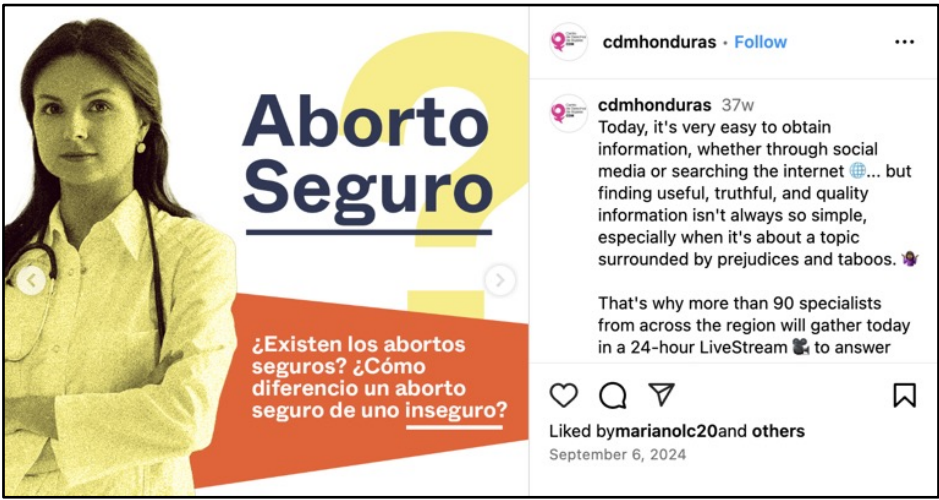 Aborto
Seguro
¿Existen los abortos
seguros? ¿Cómo
diferencio un aborto
seguro de uno inseguro?
cdmhonduras · Follow
cdmhonduras 37w
Today, it's very easy to obtain
information, whether through social
media or searching the internet 🌐... but
finding useful, truthful, and quality
information isn't always so simple,
especially when it's about a topic
surrounded by prejudices and taboos. 🤷🏾‍♀️
That's why more than 90 specialists
from across the region will gather today
in a 24-hour LiveStream 🎥 to answer
Liked bymarianolc20and others
September 6, 2024